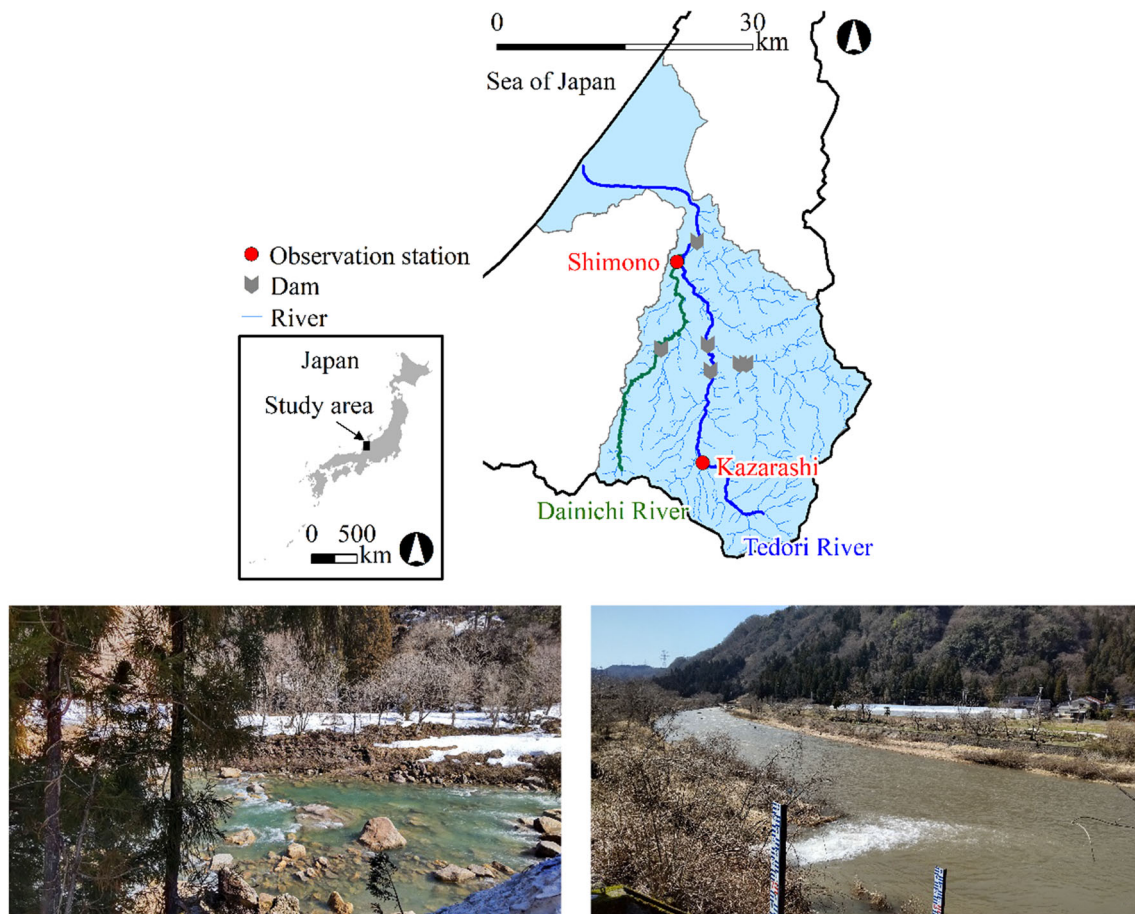 0 30
km
Sea of Japan
Observation station
Dam
River
Shimono
Kazarashi
Dainichi River
Tedori River
Japan
Study area
0 500
km